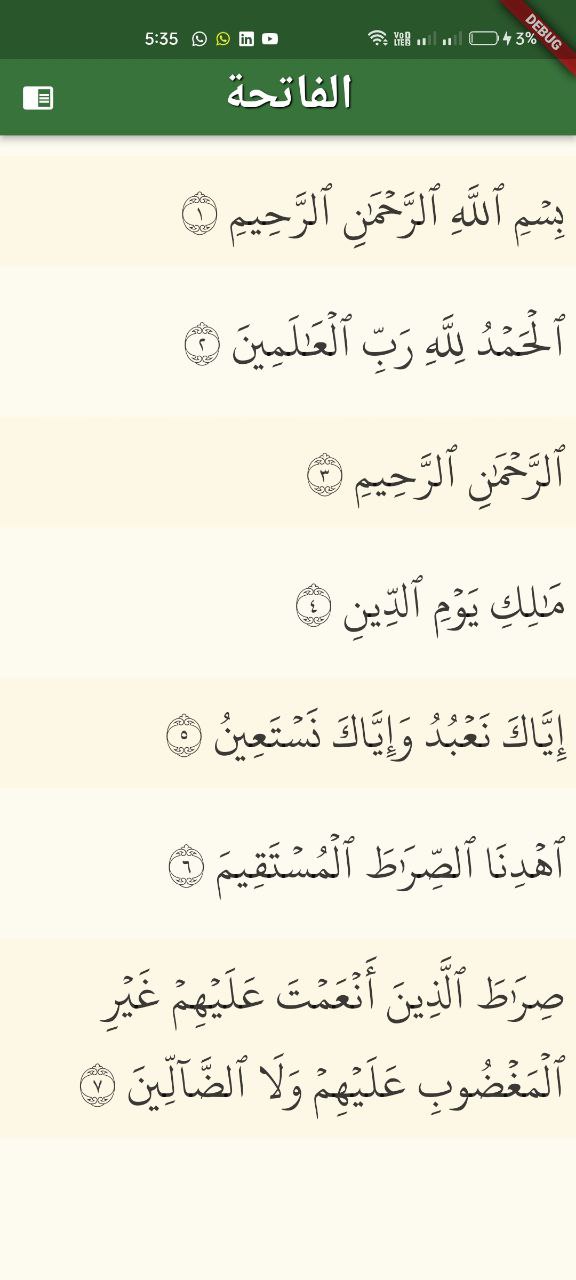 5:35
VoD LTE2
3%
DEBUG
الفاتحة
بِسۡمِ ٱللَّهِ ٱلرَّحۡمَٰنِ ٱلرَّحِيمِ ١
ٱلۡحَمۡدُ لِلَّهِ رَبِّ ٱلۡعَٰلَمِينَ ٢
ٱلرَّحۡمَٰنِ ٱلرَّحِيمِ ٣
مَٰلِكِ يَوۡمِ ٱلدِّينِ ٤
إِيَّاكَ نَعۡبُدُ وَإِيَّاكَ نَسۡتَعِينُ ٥
ٱهۡدِنَا ٱلصِّرَٰطَ ٱلۡمُسۡتَقِيمَ ٦
صِرَٰطَ ٱلَّذِينَ أَنۡعَمۡتَ عَلَيۡهِمۡ غَيۡرِ
ٱلۡمَغۡضُوبِ عَلَيۡهِمۡ وَلَا ٱلضَّآلِّينَ ٧